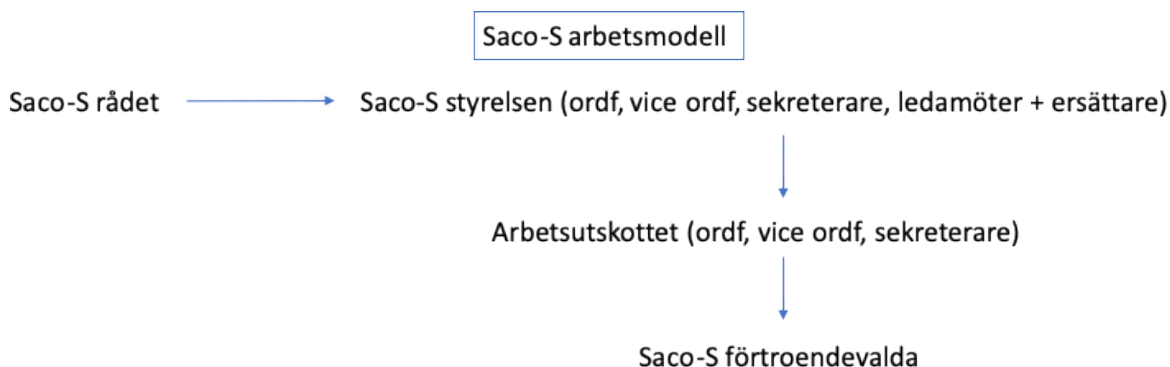 Saco-S arbetsmodell
Saco-S rådet
Saco-S styrelsen (ordf, vice ordf, sekreterare, ledamöter + ersättare)
Arbetsutskottet (ordf, vice ordf, sekreterare)
Saco-S förtroendevalda